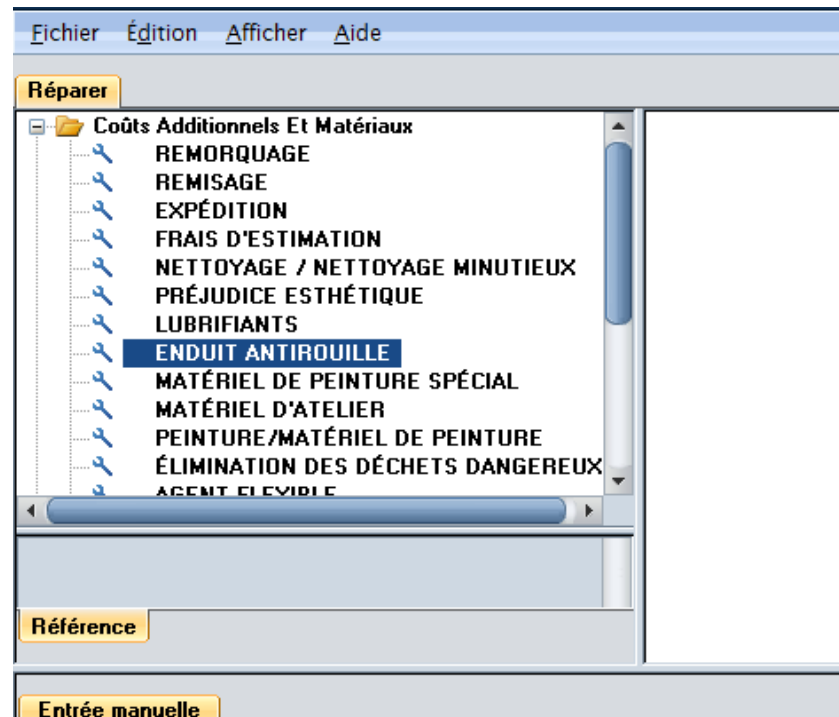 Fichier Édition Afficher Aide
Réparer
Coûts Additionnels Et Matériaux
REMORQUAGE
REMISAGE
EXPÉDITION
FRAIS D'ESTIMATION
NETTOYAGE / NETTOYAGE MINUTIEUX
PRÉJUDICE ESTHÉTIQUE
LUBRIFIANTS
ENDUIT ANTIROUILLE
MATÉRIEL DE PEINTURE SPÉCIAL
MATÉRIEL D'ATELIER
PEINTURE/MATÉRIEL DE PEINTURE
ÉLIMINATION DES DÉCHETS DANGEREUX
AGENT FLEXIBLE
Référence
Entrée manuelle